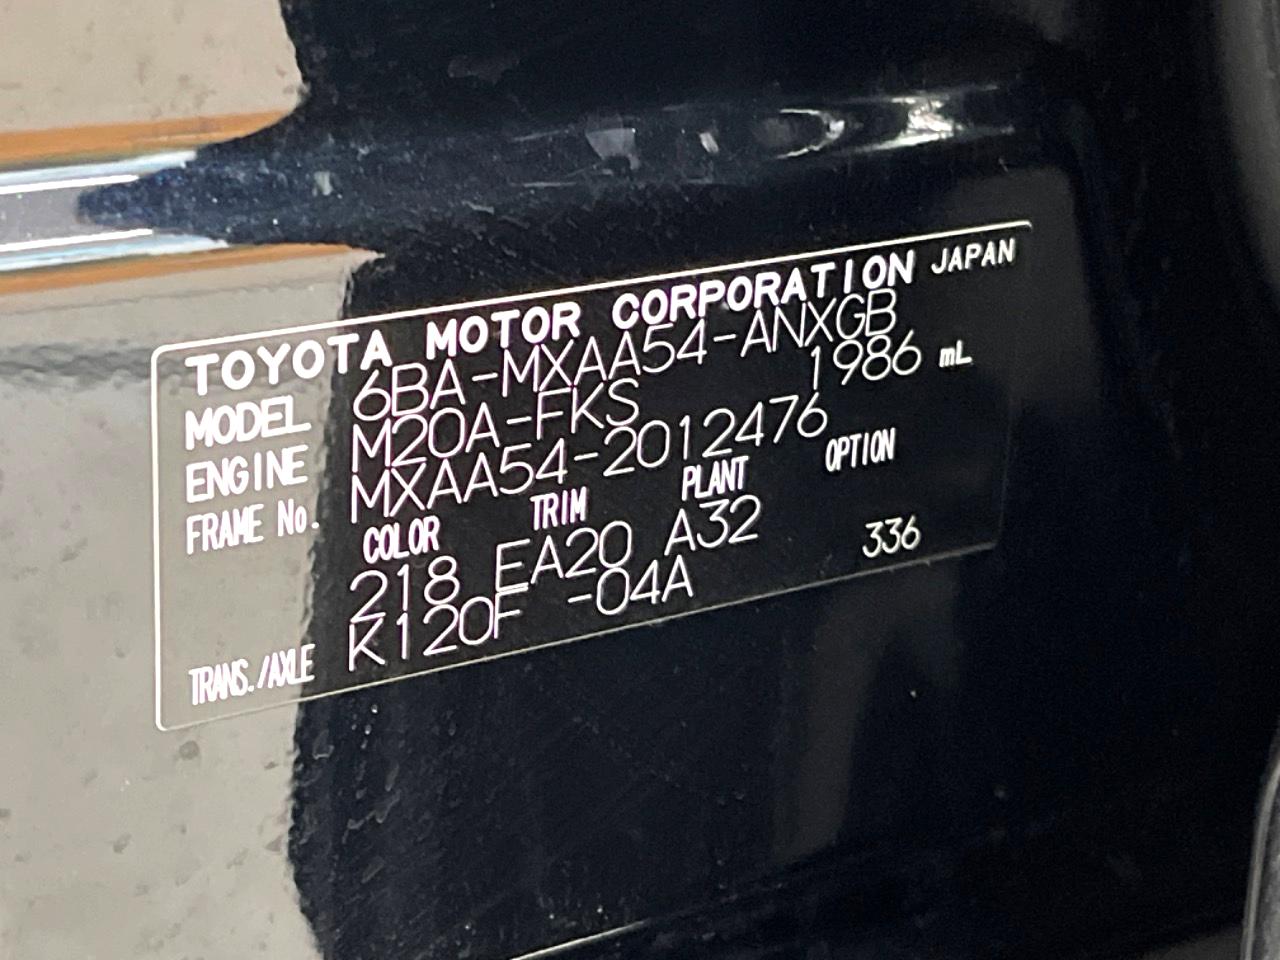 TOYOTA MOTOR CORPORATION JAPAN
MODEL 6BA-MXAA54-ANXGB
ENGINE M20A-FKS 1986 mL
FRAME No. MXAA54-2012476
COLOR TRIM PLANT OPTION
218 EA20 A32
TRANS./AXLE K120F -04A 336